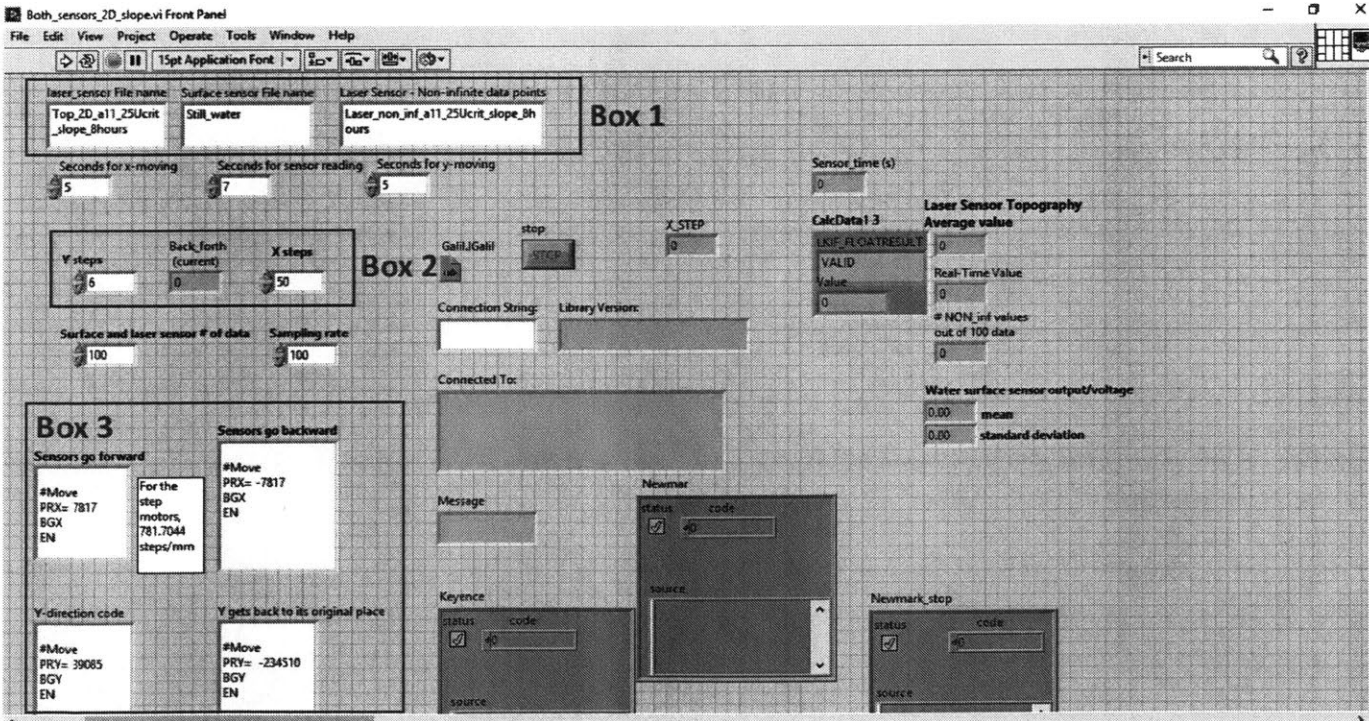 Both_sensors_2D_slope.vi Front Panel
File Edit View Project Operate Tools Window Help
15pt Application Font
Search
laser_sensor File name
Top_2D_a11_25Ucrit
_slope_8hours
Surface sensor File name
Still_water
Laser Sensor - Non-infinite data points
Laser_non_inf_a11_25Ucrit_slope_8h
ours
Box 1
Seconds for x-moving
5
Seconds for sensor reading
7
Seconds for y-moving
5
Sensor_time (s)
0
Y steps
6
Back_forth
(current)
0
X steps
50
Box 2
GalilJGalil
stop
STOP
X_STEP
0
CalcData1 3
LKIF_FLOATRESULT
VALID
Value
0
Laser Sensor Topography
Average value
0
Real-Time Value
0
# NON_inf values
out of 100 data
0
Surface and laser sensor # of data
100
Sampling rate
100
Connection String:
Library Version:
Connected To:
Water surface sensor output/voltage
0.00 mean
0.00 standard deviation
Box 3
Sensors go forward
#Move
PRX= 7817
BGX
EN
For the
step
motors,
781.7044
steps/mm
Sensors go backward
#Move
PRX= -7817
BGX
EN
Y-direction code
#Move
PRY= 39085
BGY
EN
Y gets back to its original place
#Move
PRY= -234510
BGY
EN
Message
Newmar
status code
0
source
Keyence
status code
0
source
Newmark_stop
status code
0
source